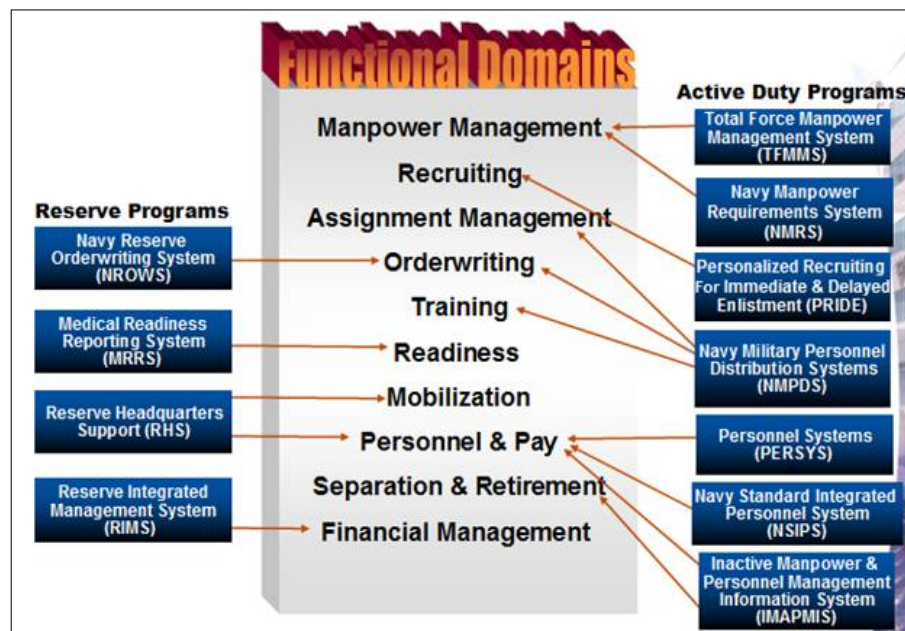 Functional Domains
Manpower Management
Recruiting
Assignment Management
Orderwriting
Training
Readiness
Mobilization
Personnel & Pay
Separation & Retirement
Financial Management
Reserve Programs
Navy Reserve
Orderwriting System
(NROWS)
Medical Readiness
Reporting System
(MRRS)
Reserve Headquarters
Support (RHS)
Reserve Integrated
Management System
(RIMS)
Active Duty Programs
Total Force Manpower
Management System
(TFMMS)
Navy Manpower
Requirements System
(NMRS)
Personalized Recruiting
For Immediate & Delayed
Enlistment (PRIDE)
Navy Military Personnel
Distribution Systems
(NMPDS)
Personnel Systems
(PERSYS)
Navy Standard Integrated
Personnel System
(NSIPS)
Inactive Manpower &
Personnel Management
Information System
(IMAPMIS)